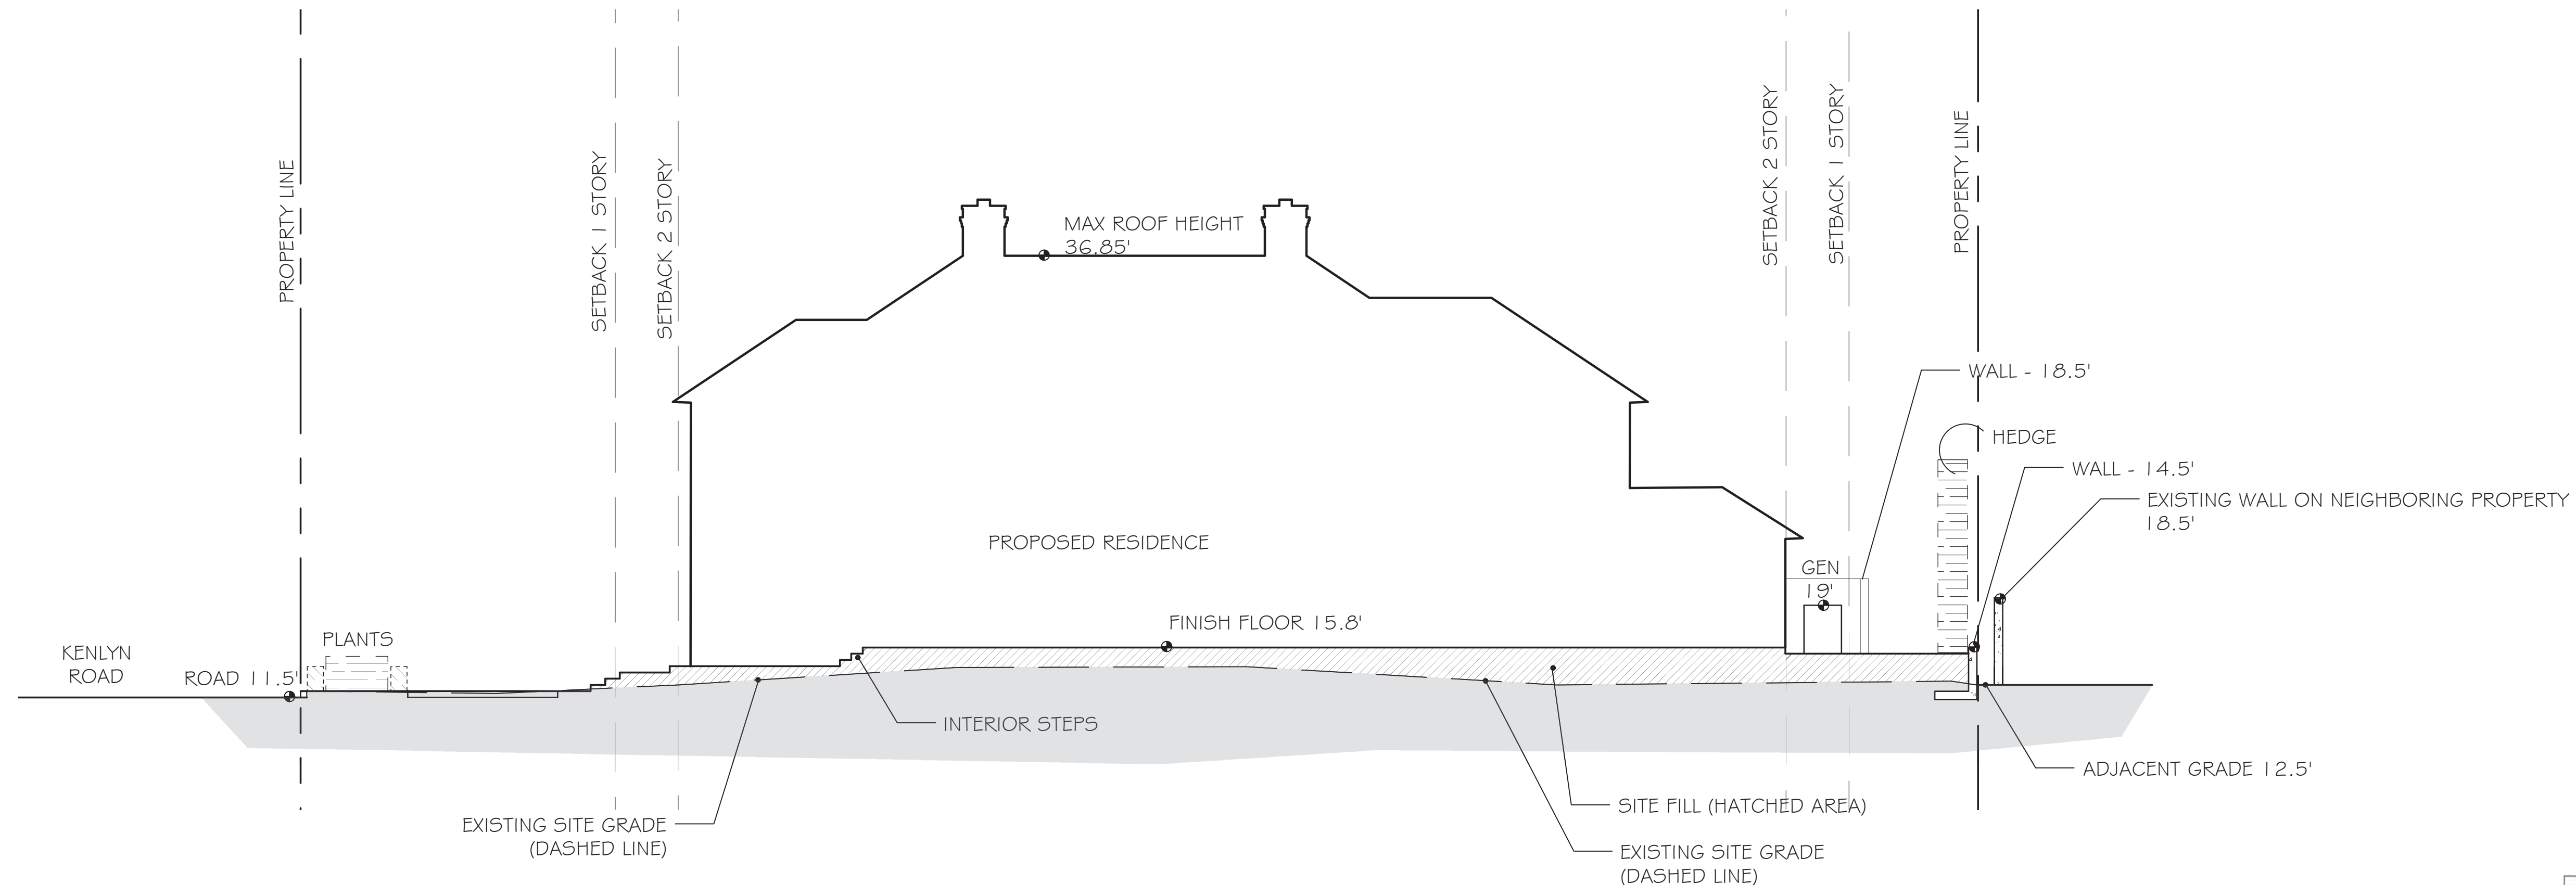 PROPERTY LINE
SETBACK 1 STORY
SETBACK 2 STORY
SETBACK 2 STORY
SETBACK 1 STORY
PROPERTY LINE
MAX ROOF HEIGHT
36.85'
WALL - 18.5'
HEDGE
WALL - 14.5'
EXISTING WALL ON NEIGHBORING PROPERTY
18.5'
PROPOSED RESIDENCE
GEN
19'
FINISH FLOOR 15.8'
PLANTS
KENLYN
ROAD
ROAD 11.5'
INTERIOR STEPS
ADJACENT GRADE 12.5'
SITE FILL (HATCHED AREA)
EXISTING SITE GRADE
(DASHED LINE)
EXISTING SITE GRADE
(DASHED LINE)